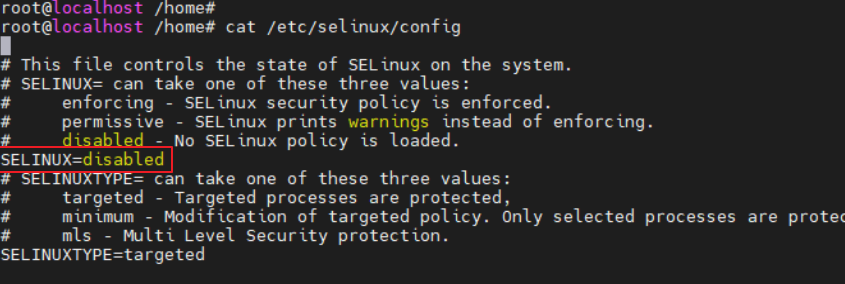 root@localhost /home#
root@localhost /home# cat /etc/selinux/config
# This file controls the state of SELinux on the system.
# SELINUX= can take one of these three values:
#     enforcing - SELinux security policy is enforced.
#     permissive - SELinux prints warnings instead of enforcing.
#     disabled - No SELinux policy is loaded.
SELINUX=disabled
# SELINUXTYPE= can take one of these three values:
#     targeted - Targeted processes are protected,
#     minimum - Modification of targeted policy. Only selected processes are protec
#     mls - Multi Level Security protection.
SELINUXTYPE=targeted